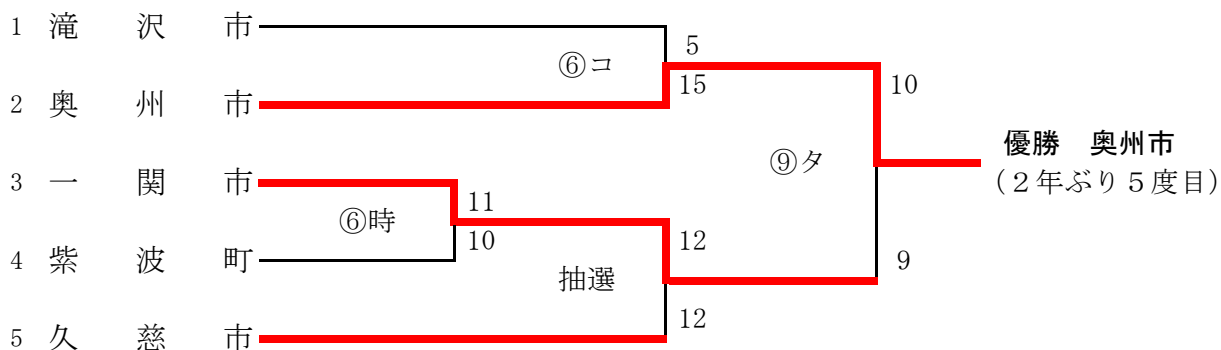 1 滝 沢 市
5
⑥コ
15
2 奥 州 市
10
優勝 奥州市
(2年ぶり5度目)
⑨タ
3 一 関 市
11
⑥時
10
12
4 紫 波 町
9
抽選
12
5 久 慈 市